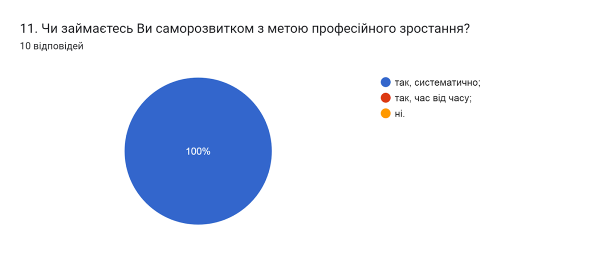 11. Чи займаєтесь Ви саморозвитком з метою професійного зростання?
10 відповідей
100%
так, систематично;
так, час від часу;
ні.